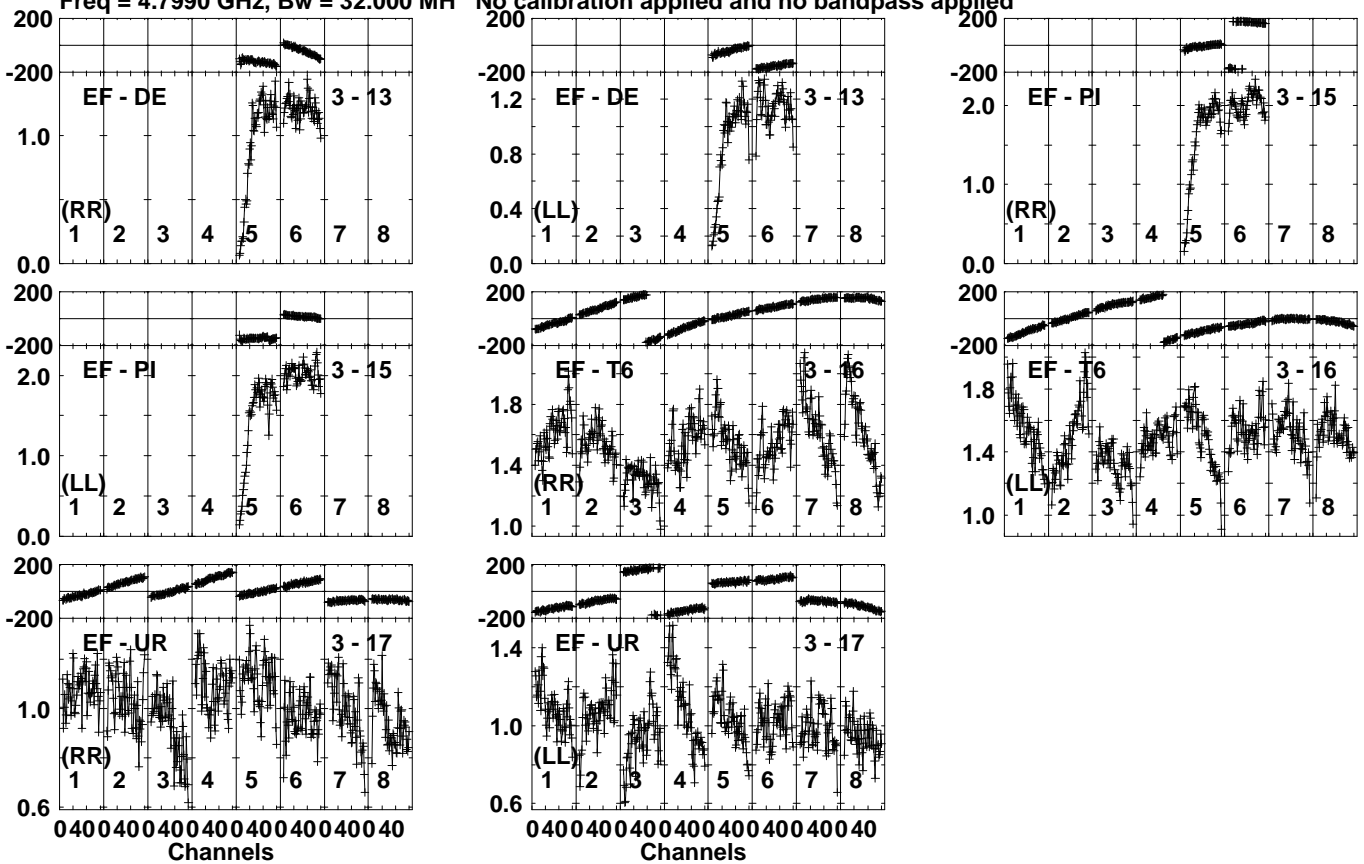 Freq = 4.7990 GHz, Bw = 32.000 MH No calibration applied and no bandpass applied
200 200 200
-200 -200 -200
EF - DE 3 - 13 EF - DE 3 - 13 EF - PI 3 - 15
1.2 2.0
1.0
0.8 1.0
0.4
(RR) (LL) (RR)
1 2 3 4 5 6 7 8 1 2 3 4 5 6 7 8 1 2 3 4 5 6 7 8
0.0 0.0 0.0
200 200 200
-200 -200 -200
EF - PI 3 - 15 EF - T6 3 - 16 EF - T6 3 - 16
2.0 1.8 1.8
1.0 1.4 1.4
(LL) (RR) (LL)
1 2 3 4 5 6 7 8 1 2 3 4 5 6 7 8 1 2 3 4 5 6 7 8
0.0 1.0 1.0
200 200
-200 -200
EF - UR 3 - 17 EF - UR 3 - 17
1.4
1.0 1.0
(RR) (LL)
1 2 3 4 5 6 7 8 1 2 3 4 5 6 7 8
0.6 0.6
0 40 0 40 0 40 0 40 0 40 0 40 0 40 0 40 0 40 0 40 0 40 0 40 0 40 0 40 0 40 0 40
Channels Channels